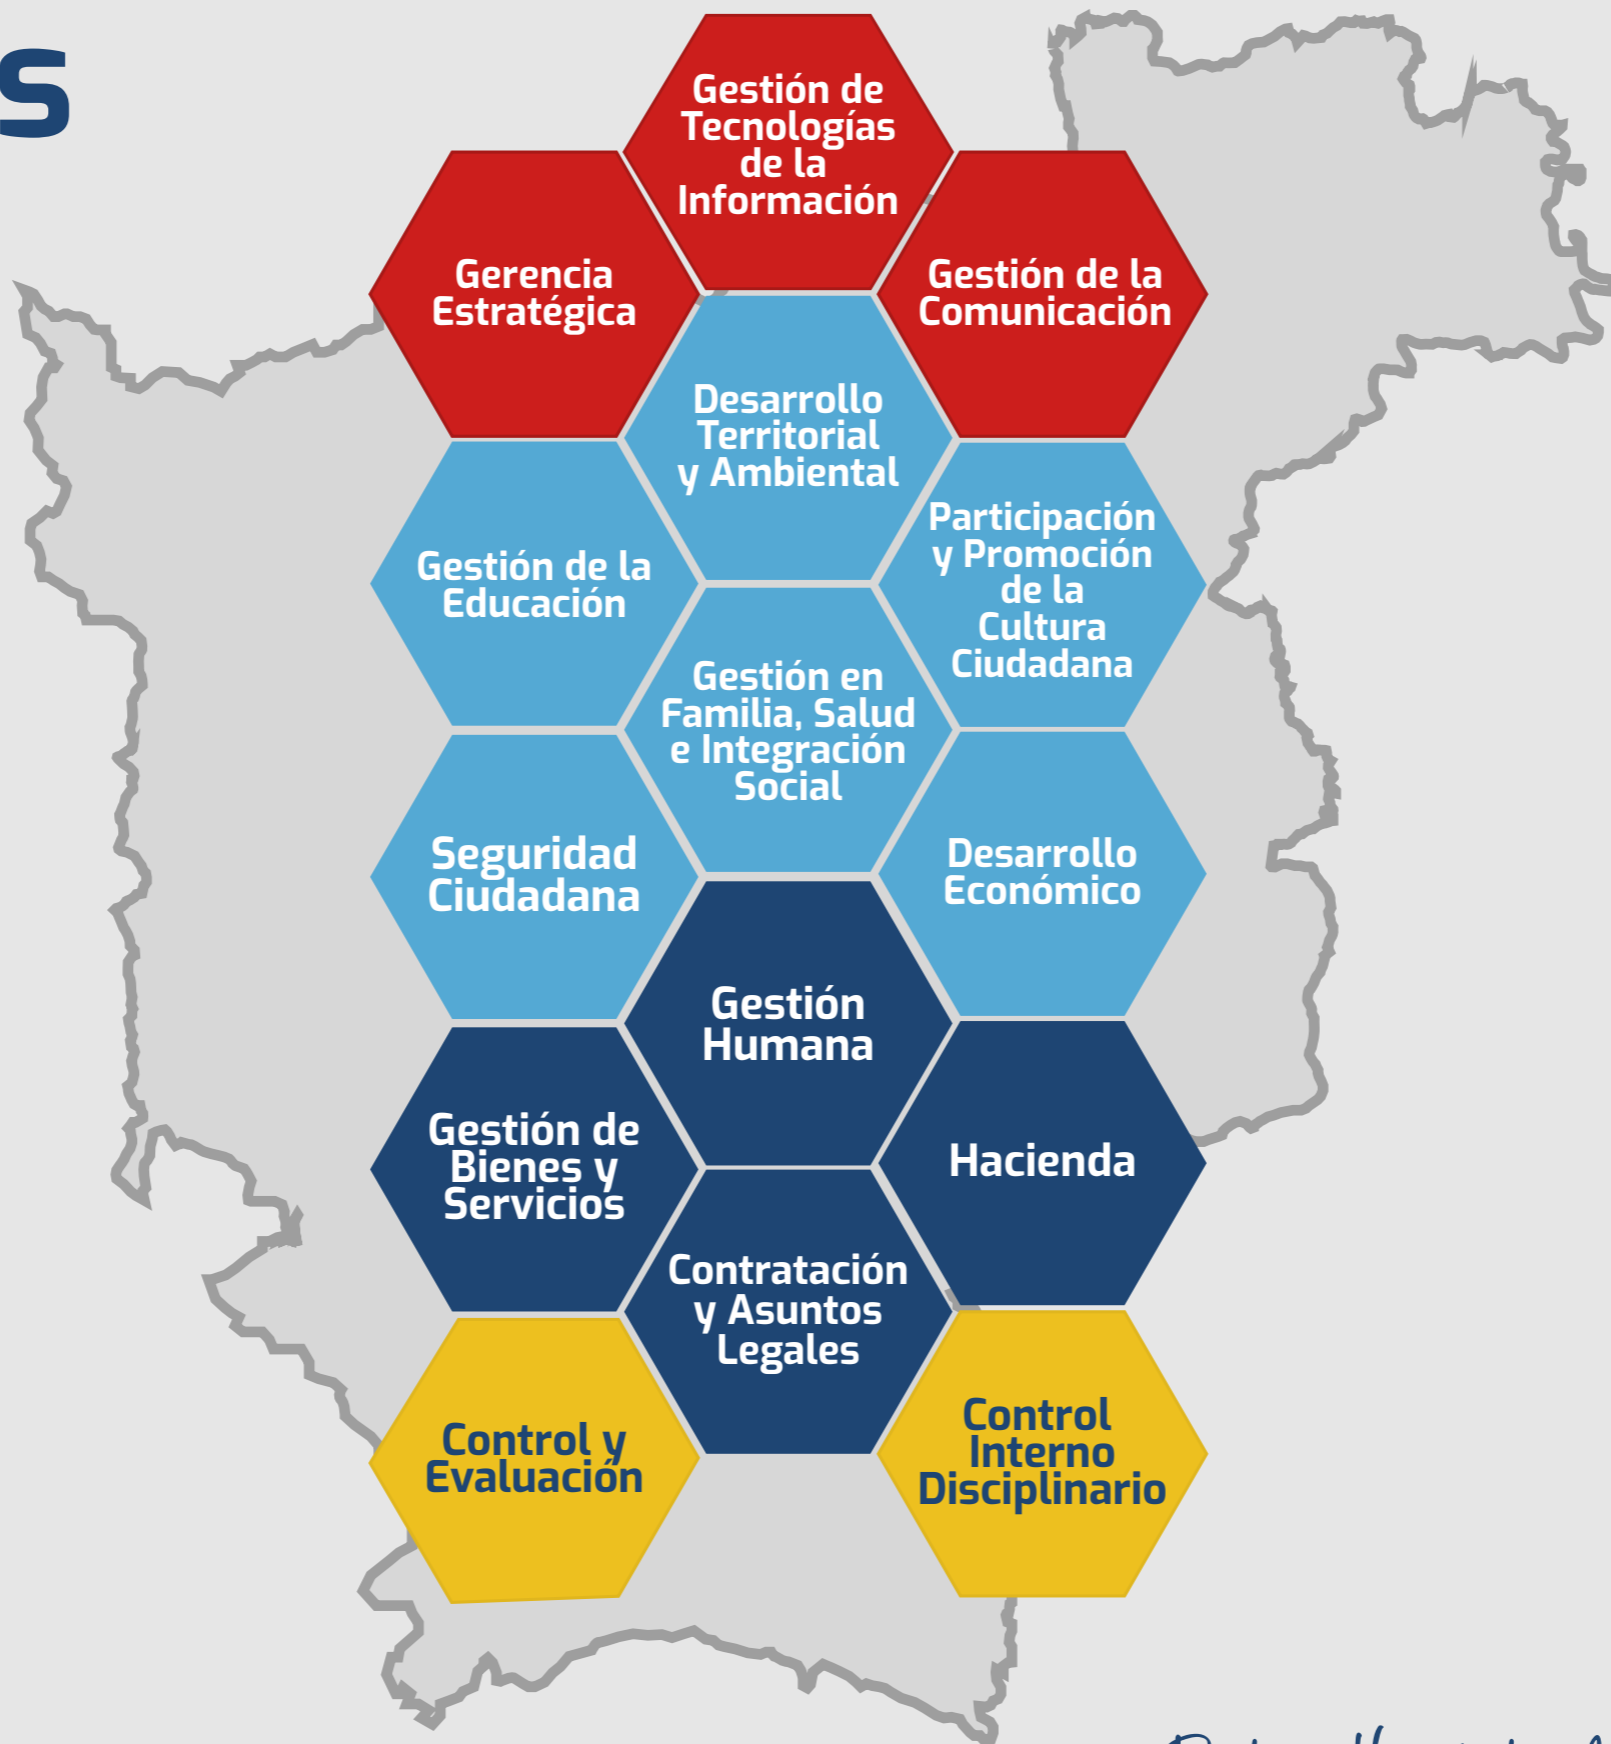 S
Gestión de
Tecnologías
de la
Información
Gerencia
Estratégica
Gestión de la
Comunicación
Desarrollo
Territorial
y Ambiental
Gestión de la
Educación
Participación
y Promoción
de la
Cultura
Ciudadana
Gestión en
Familia, Salud
e Integración
Social
Seguridad
Ciudadana
Desarrollo
Económico
Gestión
Humana
Gestión de
Bienes y
Servicios
Hacienda
Contratación
y Asuntos
Legales
Control y
Evaluación
Control
Interno
Disciplinario